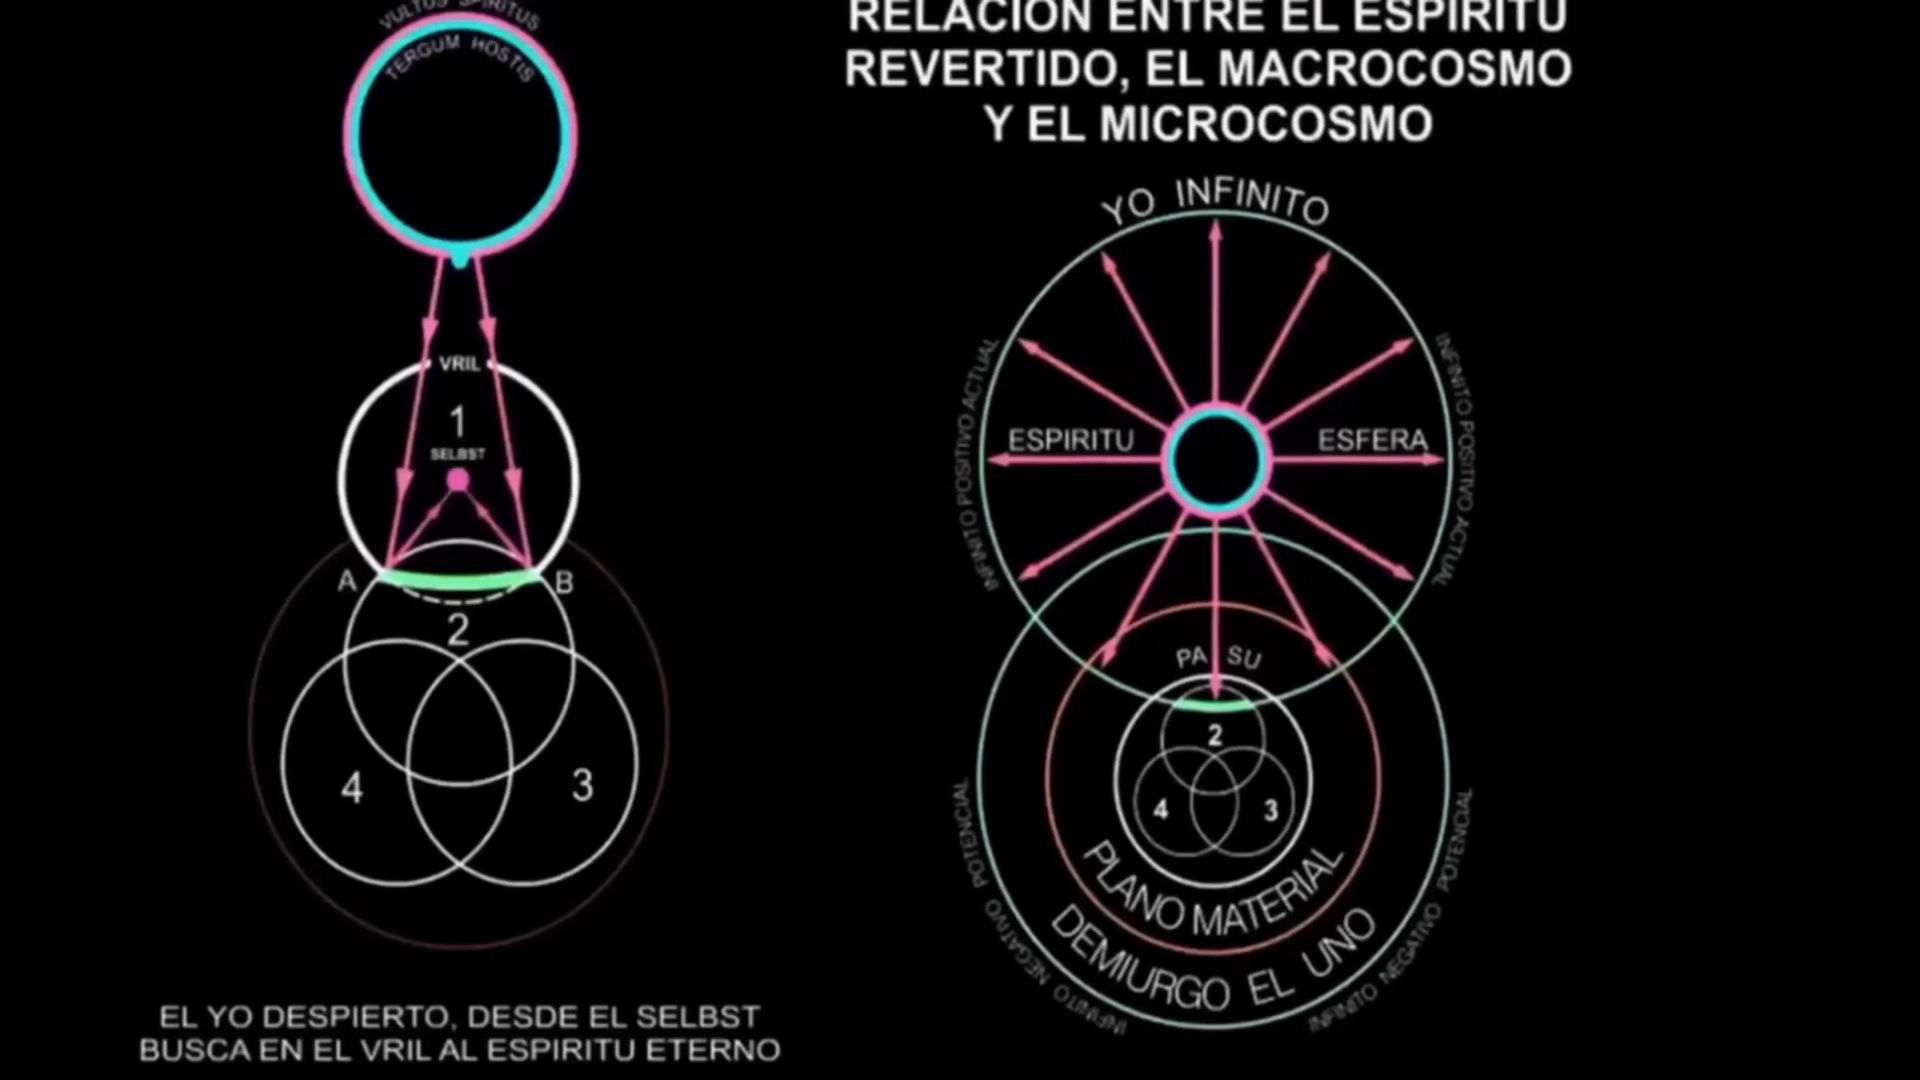 VULTUS SPIRITUS
TERGUM HOSTIS
VRIL
1
SELBST
A
B
2
4
3
EL YO DESPIERTO, DESDE EL SELBST
BUSCA EN EL VRIL AL ESPIRITU ETERNO
RELACION ENTRE EL ESPIRITU
REVERTIDO, EL MACROCOSMO
Y EL MICROCOSMO
YO INFINITO
INFINITO POSITIVO ACTUAL
INFINITO POSITIVO ACTUAL
ESPIRITU
ESFERA
PA SU
2
4
3
PLANO MATERIAL
DEMIURGO EL UNO
INFINITO NEGATIVO POTENCIAL
INFINITO NEGATIVO POTENCIAL